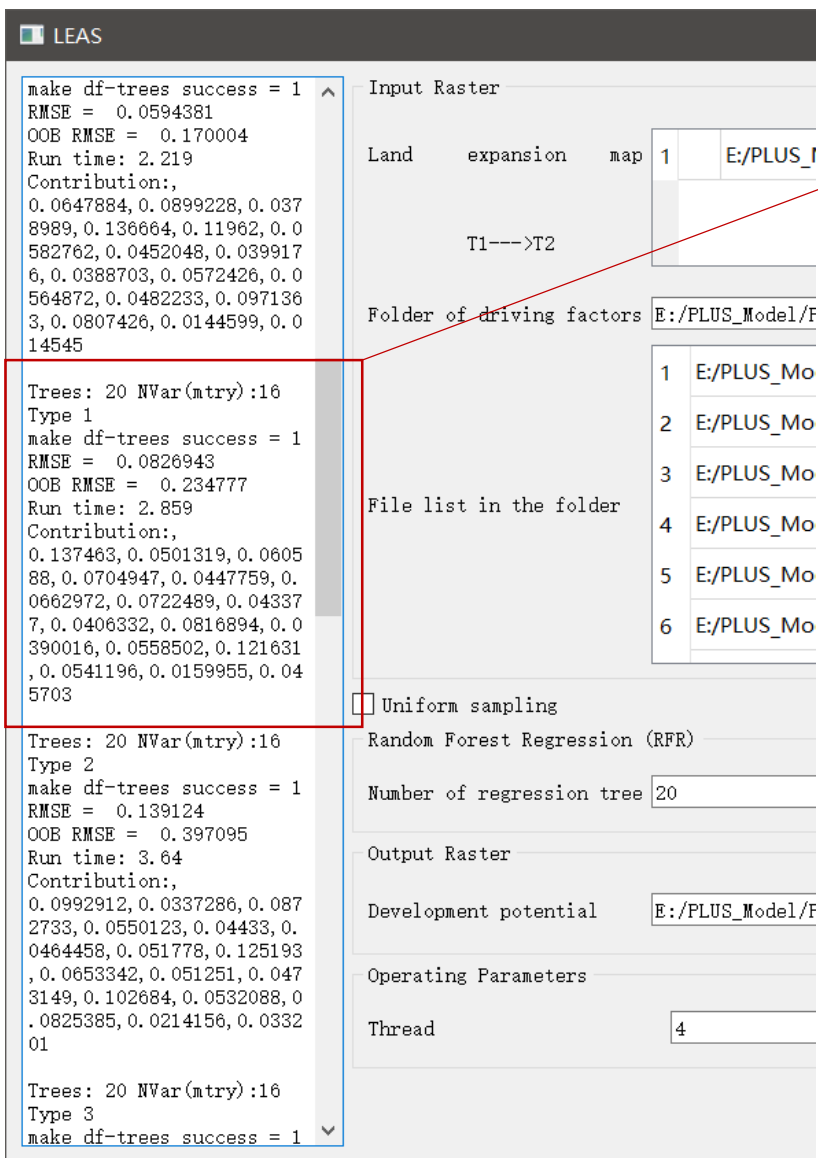 LEAS
make df-trees success = 1
RMSE =  0.0594381
OOB RMSE =  0.170004
Run time: 2.219
Contribution:,
0.0647884,0.0899228,0.037
8989,0.136664,0.11962,0.0
582762,0.0452048,0.039917
6,0.0388703,0.0572426,0.0
564872,0.0482233,0.097136
3,0.0807426,0.0144599,0.0
14545
Trees: 20 NVar(mtry):16
Type 1
make df-trees success = 1
RMSE =  0.0826943
OOB RMSE =  0.234777
Run time: 2.859
Contribution:,
0.137463,0.0501319,0.0605
88,0.0704947,0.0447759,0.
0662972,0.0722489,0.04337
7,0.0406332,0.0816894,0.0
390016,0.0558502,0.121631
,0.0541196,0.0159955,0.04
5703
Trees: 20 NVar(mtry):16
Type 2
make df-trees success = 1
RMSE =  0.139124
OOB RMSE =  0.397095
Run time: 3.64
Contribution:,
0.0992912,0.0337286,0.087
2733,0.0550123,0.04433,0.
0464458,0.051778,0.125193
,0.0653342,0.051251,0.047
3149,0.102684,0.0532088,0
.0825385,0.0214156,0.0332
01
Trees: 20 NVar(mtry):16
Type 3
make df-trees success = 1
Input Raster
Land expansion map 1 E:/PLUS_
T1--->T2
Folder of driving factors E:/PLUS_Model/
File list in the folder
1 E:/PLUS_Mo
2 E:/PLUS_Mo
3 E:/PLUS_Mo
4 E:/PLUS_Mo
5 E:/PLUS_Mo
6 E:/PLUS_Mo
Uniform sampling
Random Forest Regression (RFR)
Number of regression tree 20
Output Raster
Development potential E:/PLUS_Model/
Operating Parameters
Thread 4